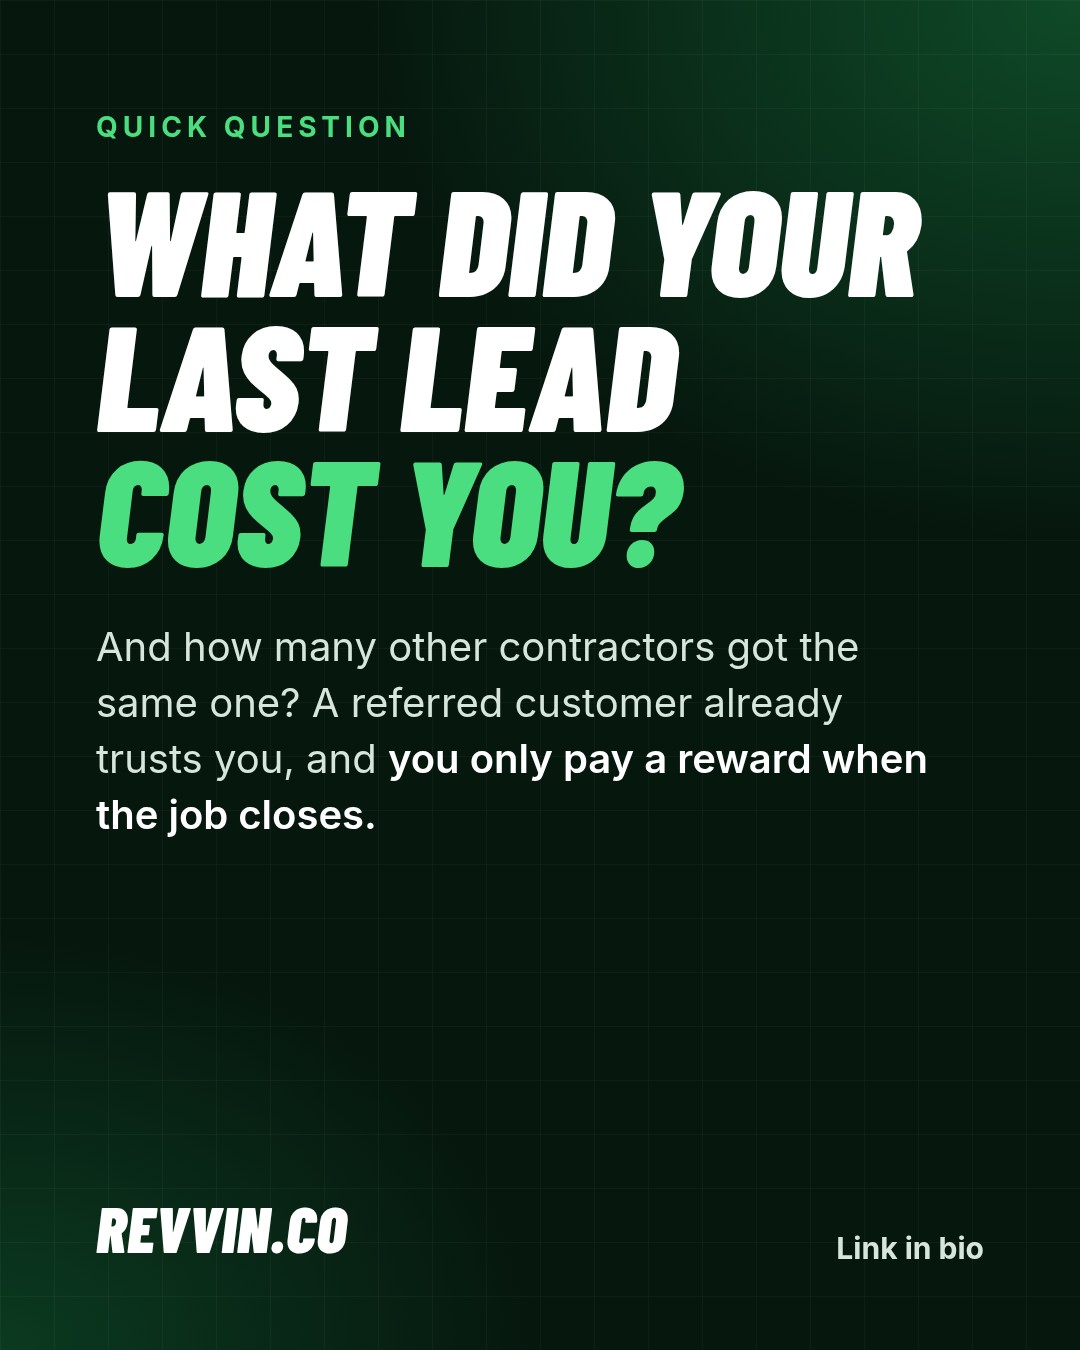 QUICK QUESTION
WHAT DID YOUR
LAST LEAD
COST YOU?
And how many other contractors got the
same one? A referred customer already
trusts you, and you only pay a reward when
the job closes.
REVVIN.CO
Link in bio